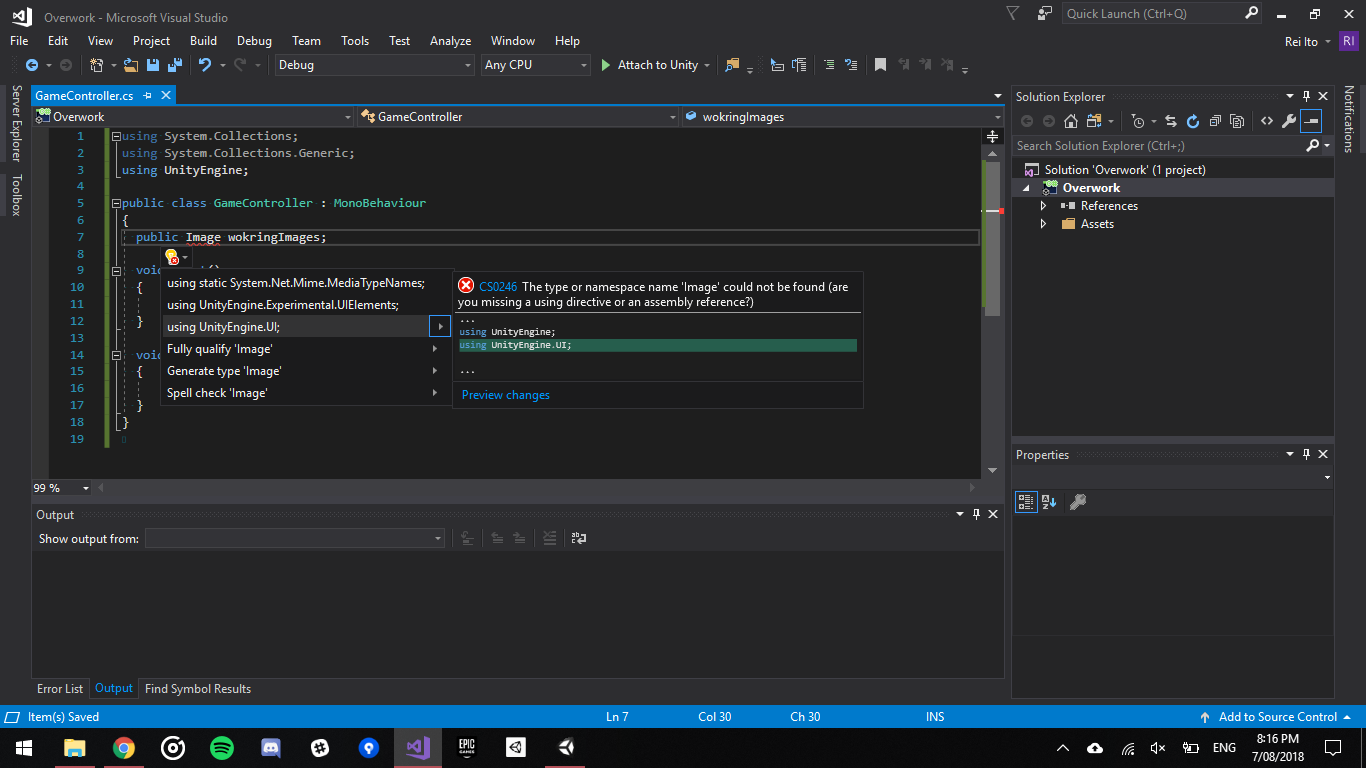 Overwork - Microsoft Visual Studio
Quick Launch (Ctrl+Q)
File Edit View Project Build Debug Team Tools Test Analyze Window Help
Rei Ito RI
Debug Any CPU Attach to Unity
Server Explorer
Toolbox
Notifications
GameController.cs
Overwork GameController wokringImages
1 using System.Collections;
2 using System.Collections.Generic;
3 using UnityEngine;
4
5 public class GameController : MonoBehaviour
6 {
7 public Image wokringImages;
8
9 void
10 {
11
12 }
13
14 void
15 {
16
17 }
18 }
19
using static System.Net.Mime.MediaTypeNames;
using UnityEngine.Experimental.UIElements;
using UnityEngine.UI;
Fully qualify 'Image'
Generate type 'Image'
Spell check 'Image'
CS0246 The type or namespace name 'Image' could not be found (are
you missing a using directive or an assembly reference?)
...
using UnityEngine;
using UnityEngine.UI;
...
Preview changes
99 %
Output
Show output from:
Error List Output Find Symbol Results
Solution Explorer
Search Solution Explorer (Ctrl+;)
Solution 'Overwork' (1 project)
Overwork
References
Assets
Properties
Item(s) Saved Ln 7 Col 30 Ch 30 INS Add to Source Control
EPIC
GAMES
ENG
8:16 PM
7/08/2018